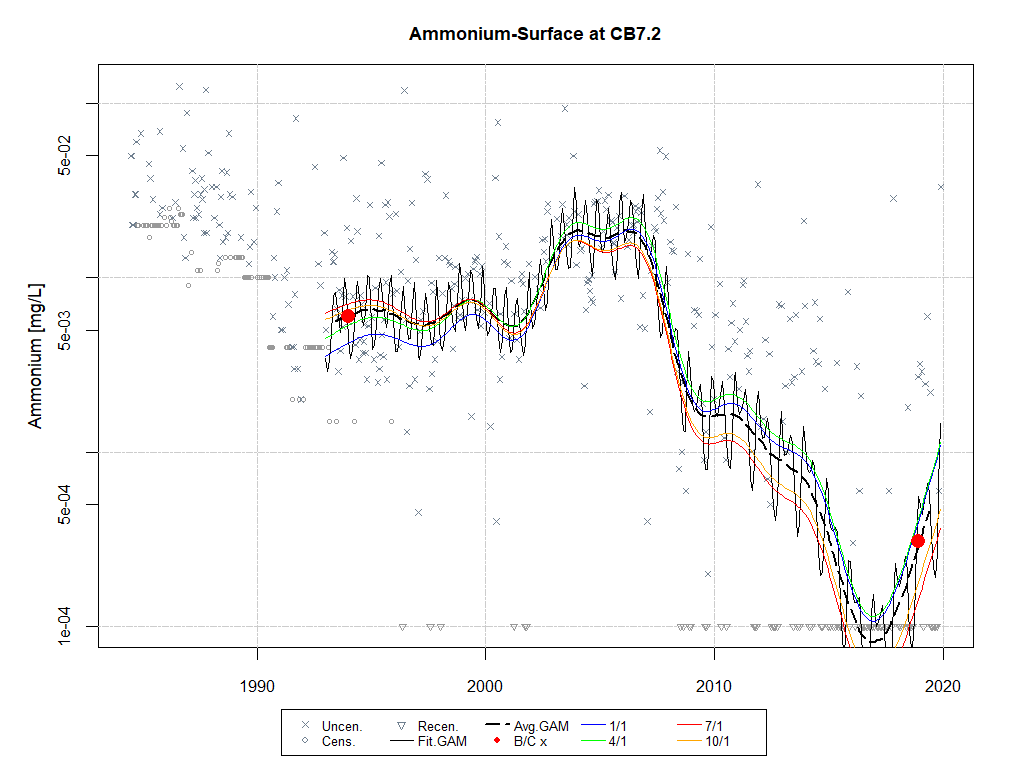 Ammonium-Surface at CB7.2
Ammonium [mg/L]
5e-02
5e-03
5e-04
1e-04
1990 2000 2010 2020
Uncen. Recen. Avg.GAM 1/1 7/1
Cens. Fit.GAM B/C x 4/1 10/1